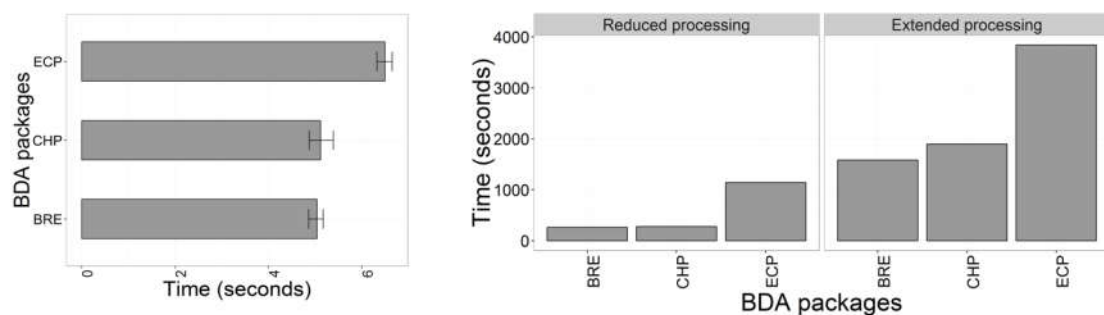 BDA packages
ECP
CHP
BRE
0
2
4
6
Time (seconds)
Reduced processing
Extended processing
Time (seconds)
4000
3000
2000
1000
0
BRE
CHP
ECP
BRE
CHP
ECP
BDA packages